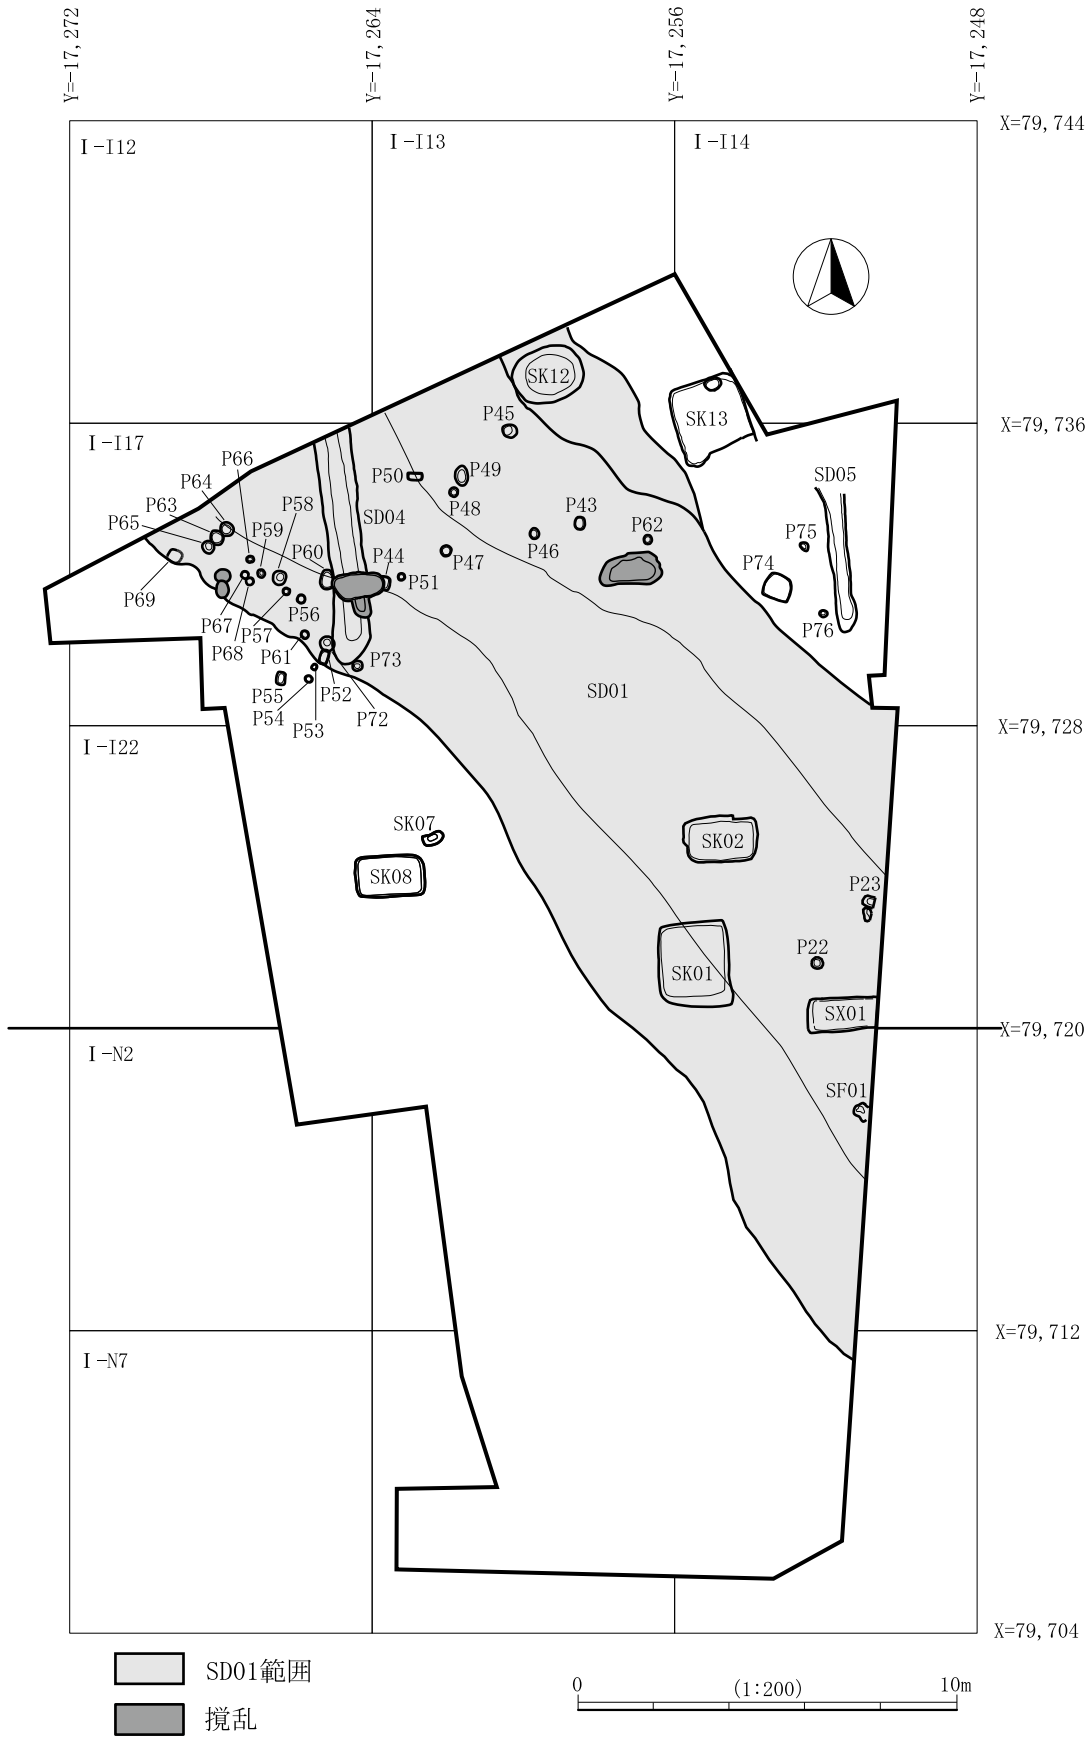 Y=-17,272
Y=-17,264
Y=-17,256
Y=-17,248
X=79,744
Ⅰ-I12
Ⅰ-I13
Ⅰ-I14
SK12
P45
SK13
X=79,736
Ⅰ-I17
P66
P64
P63
P65
P59
P58
P60
P50
P49
P48
SD04
P43
P62
P46
P47
P44
P51
SD05
P75
P74
P76
P69
P67
P68
P57
P56
P61
P55
P54
P53
P52
P73
P72
SD01
X=79,728
Ⅰ-I22
SK07
SK08
SK02
P23
P22
SK01
SX01
X=79,720
Ⅰ-N2
SF01
X=79,712
Ⅰ-N7
X=79,704
SD01範囲
攪乱
0 (1:200) 10m